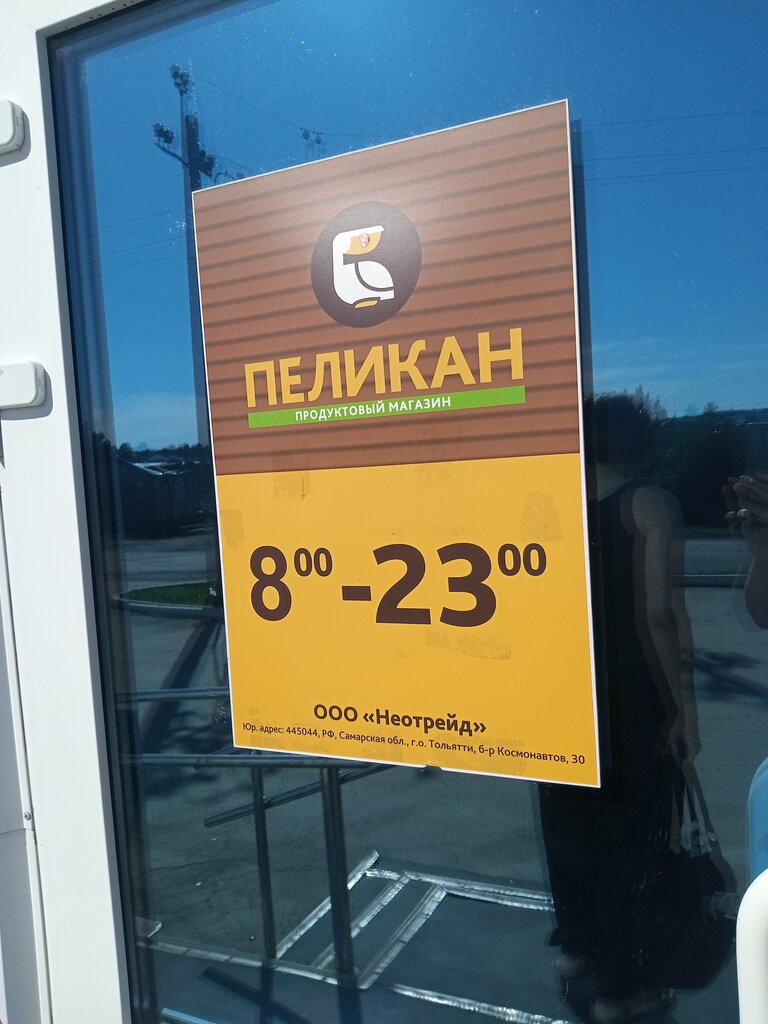 ПЕЛИКАН
ПРОДУКТОВЫЙ МАГАЗИН
8⁰⁰-23⁰⁰
ООО «Неотрейд»
Юр. адрес: 445044, РФ, Самарская обл., г.о. Тольятти, б-р Космонавтов, 30